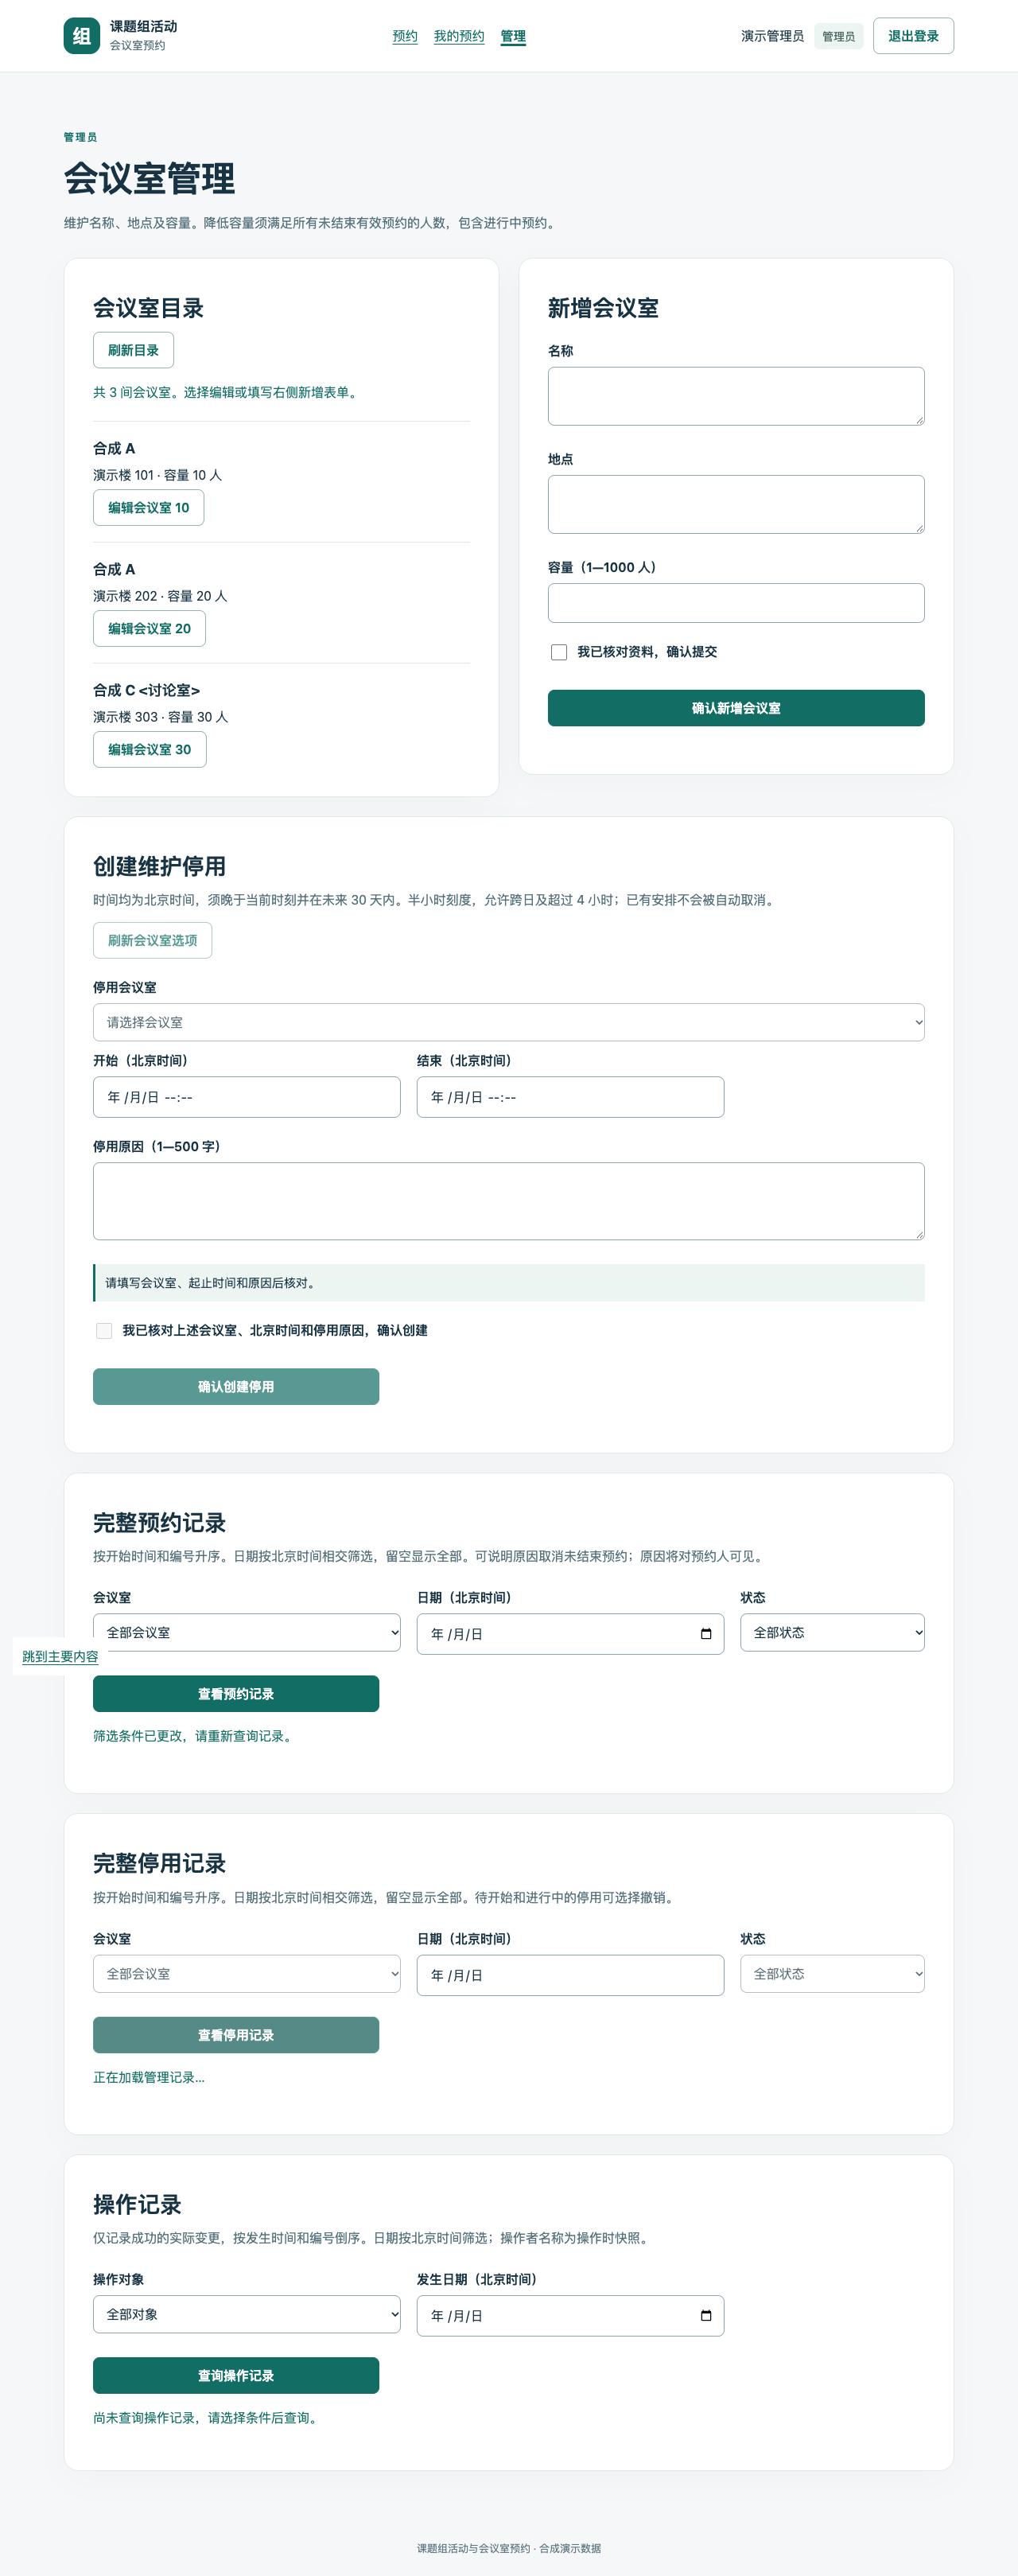 组
课题组活动
会议室预约
预约 我的预约 管理
演示管理员 管理员 退出登录
管理员
会议室管理
维护名称、地点及容量。降低容量须满足所有未结束有效预约的人数，包含进行中预约。
会议室目录
刷新目录
共 3 间会议室。选择编辑或填写右侧新增表单。
合成 A
演示楼 101 · 容量 10 人
编辑会议室 10
合成 A
演示楼 202 · 容量 20 人
编辑会议室 20
合成 C <讨论室>
演示楼 303 · 容量 30 人
编辑会议室 30
新增会议室
名称
地点
容量（1—1000 人）
我已核对资料，确认提交
确认新增会议室
创建维护停用
时间均为北京时间，须晚于当前时刻并在未来 30 天内。半小时刻度，允许跨日及超过 4 小时；已有安排不会被自动取消。
刷新会议室选项
停用会议室
请选择会议室
开始（北京时间） 结束（北京时间）
年 /月/日 --:-- 年 /月/日 --:--
停用原因（1—500 字）
请填写会议室、起止时间和原因后核对。
我已核对上述会议室、北京时间和停用原因，确认创建
确认创建停用
完整预约记录
按开始时间和编号升序。日期按北京时间相交筛选，留空显示全部。可说明原因取消未结束预约；原因将对预约人可见。
会议室 日期（北京时间） 状态
全部会议室 年 /月/日 全部状态
跳到主要内容
查看预约记录
筛选条件已更改，请重新查询记录。
完整停用记录
按开始时间和编号升序。日期按北京时间相交筛选，留空显示全部。待开始和进行中的停用可选择撤销。
会议室 日期（北京时间） 状态
全部会议室 年 /月/日 全部状态
查看停用记录
正在加载管理记录...
操作记录
仅记录成功的实际变更，按发生时间和编号倒序。日期按北京时间筛选；操作者名称为操作时快照。
操作对象 发生日期（北京时间）
全部对象 年 /月/日
查询操作记录
尚未查询操作记录，请选择条件后查询。
课题组活动与会议室预约 · 合成演示数据